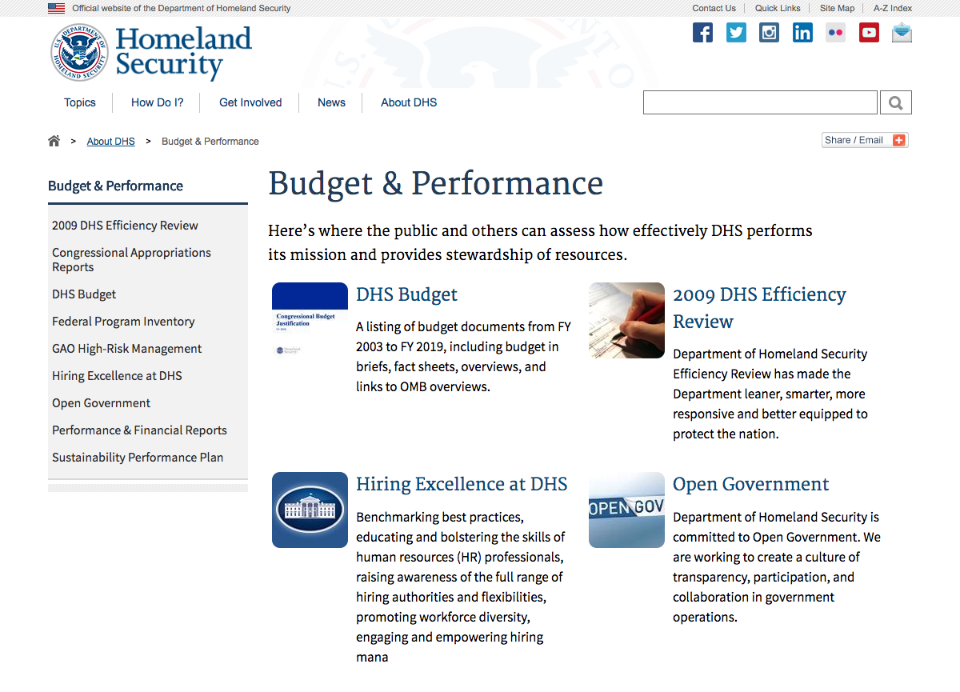 Official website of the Department of Homeland Security
Contact Us Quick Links Site Map A-Z Index
Homeland
Security
Topics How Do I? Get Involved News About DHS
> About DHS > Budget & Performance
Share / Email
Budget & Performance
2009 DHS Efficiency Review
Congressional Appropriations
Reports
DHS Budget
Federal Program Inventory
GAO High-Risk Management
Hiring Excellence at DHS
Open Government
Performance & Financial Reports
Sustainability Performance Plan
Budget & Performance
Here's where the public and others can assess how effectively DHS performs
its mission and provides stewardship of resources.
Congressional Budget
Justification
DHS Budget
A listing of budget documents from FY
2003 to FY 2019, including budget in
briefs, fact sheets, overviews, and
links to OMB overviews.
2009 DHS Efficiency
Review
Department of Homeland Security
Efficiency Review has made the
Department leaner, smarter, more
responsive and better equipped to
protect the nation.
Hiring Excellence at DHS
Benchmarking best practices,
educating and bolstering the skills of
human resources (HR) professionals,
raising awareness of the full range of
hiring authorities and flexibilities,
promoting workforce diversity,
engaging and empowering hiring
mana
OPEN GOV
Open Government
Department of Homeland Security is
committed to Open Government. We
are working to create a culture of
transparency, participation, and
collaboration in government
operations.